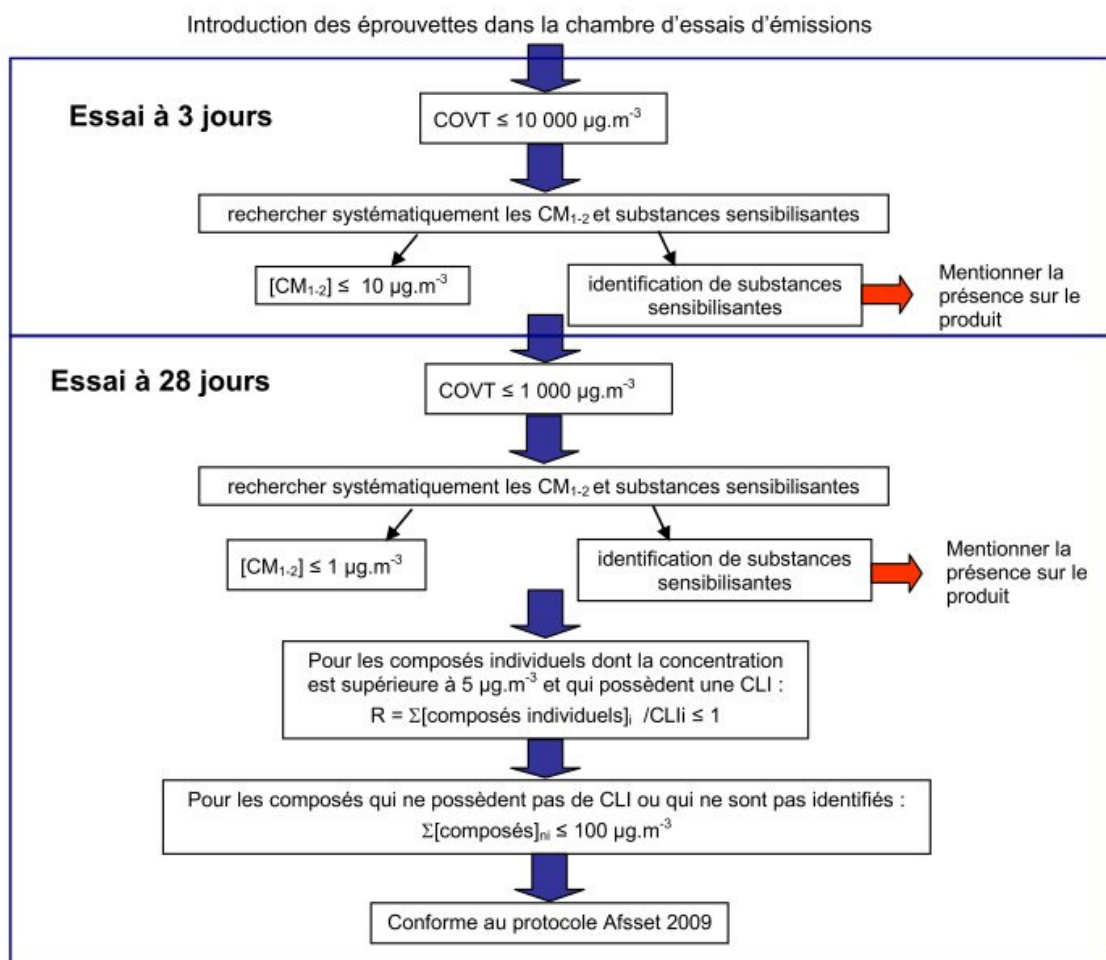 Introduction des éprouvettes dans la chambre d'essais d'émissions
Essai à 3 jours
COVT ≤ 10 000 µg.m⁻³
rechercher systématiquement les CM₁₋₂ et substances sensibilisantes
[CM₁₋₂] ≤ 10 µg.m⁻³
identification de substances
sensibilisantes
Mentionner la
présence sur le
produit
Essai à 28 jours
COVT ≤ 1 000 µg.m⁻³
rechercher systématiquement les CM₁₋₂ et substances sensibilisantes
[CM₁₋₂] ≤ 1 µg.m⁻³
identification de substances
sensibilisantes
Mentionner la
présence sur le
produit
Pour les composés individuels dont la concentration
est supérieure à 5 µg.m⁻³ et qui possèdent une CLI :
R = Σ[composés individuels]ᵢ /CLIi ≤ 1
Pour les composés qui ne possèdent pas de CLI ou qui ne sont pas identifiés :
Σ[composés]ₙᵢ ≤ 100 µg.m⁻³
Conforme au protocole Afsset 2009